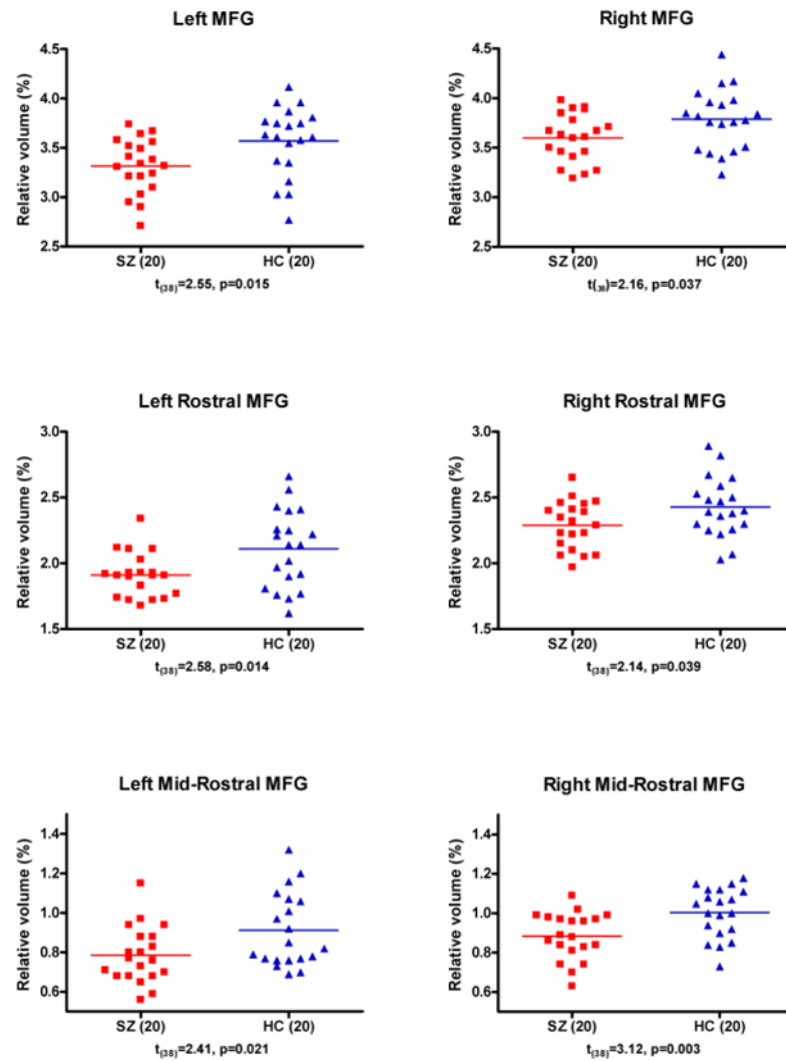 Left MFG
Relative volume (%)
4.5
4.0
3.5
3.0
2.5
SZ (20)
HC (20)
t(38)=2.55, p=0.015
Right MFG
Relative volume (%)
4.5
4.0
3.5
3.0
2.5
SZ (20)
HC (20)
t(38)=2.16, p=0.037
Left Rostral MFG
Relative volume (%)
3.0
2.5
2.0
1.5
SZ (20)
HC (20)
t(38)=2.58, p=0.014
Right Rostral MFG
Relative volume (%)
3.0
2.5
2.0
1.5
SZ (20)
HC (20)
t(38)=2.14, p=0.039
Left Mid-Rostral MFG
Relative volume (%)
1.4
1.2
1.0
0.8
0.6
SZ (20)
HC (20)
t(38)=2.41, p=0.021
Right Mid-Rostral MFG
Relative volume (%)
1.4
1.2
1.0
0.8
0.6
SZ (20)
HC (20)
t(38)=3.12, p=0.003